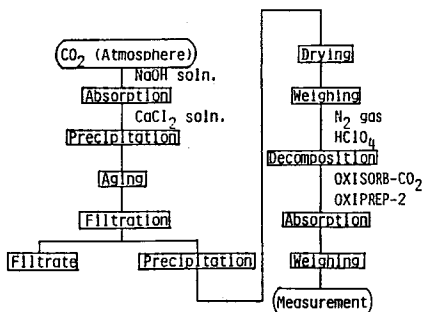 CO₂ (Atmosphere)
NaOH soln.
Absorption
CaCl₂ soln.
Precipitation
Aging
Filtration
Filtrate
Precipitation
Drying
Weighing
N₂ gas
HClO₄
Decomposition
OXISORB-CO₂
OXIPREP-2
Absorption
Weighing
Measurement